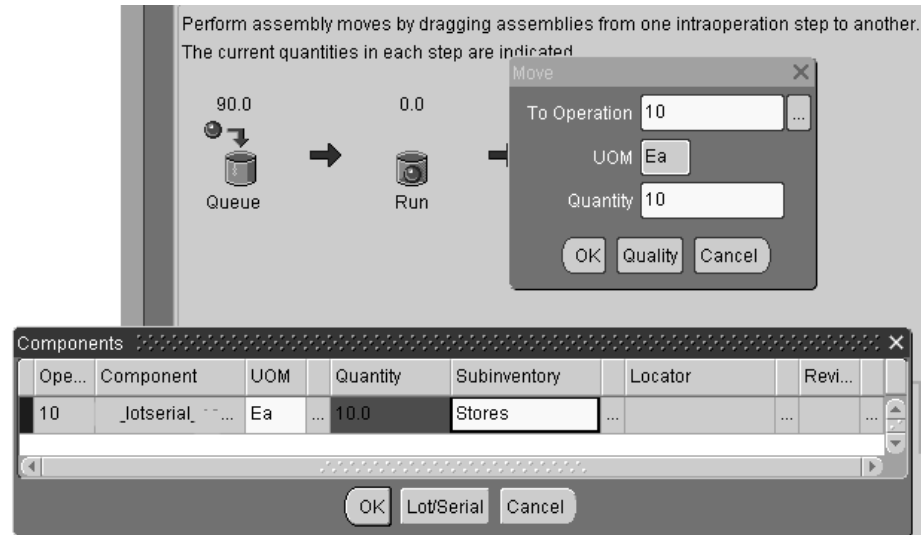 Perform assembly moves by dragging assemblies from one intraoperation step to another.
The current quantities in each step are indicated
90.0
0.0
Queue
Run
Move
To Operation 10 ...
UOM Ea
Quantity 10
OK Quality Cancel
Components
Ope... Component UOM Quantity Subinventory Locator Revi...
10 _lotserial_ ... Ea ... 10.0 Stores ... ... ...
OK Lot/Serial Cancel